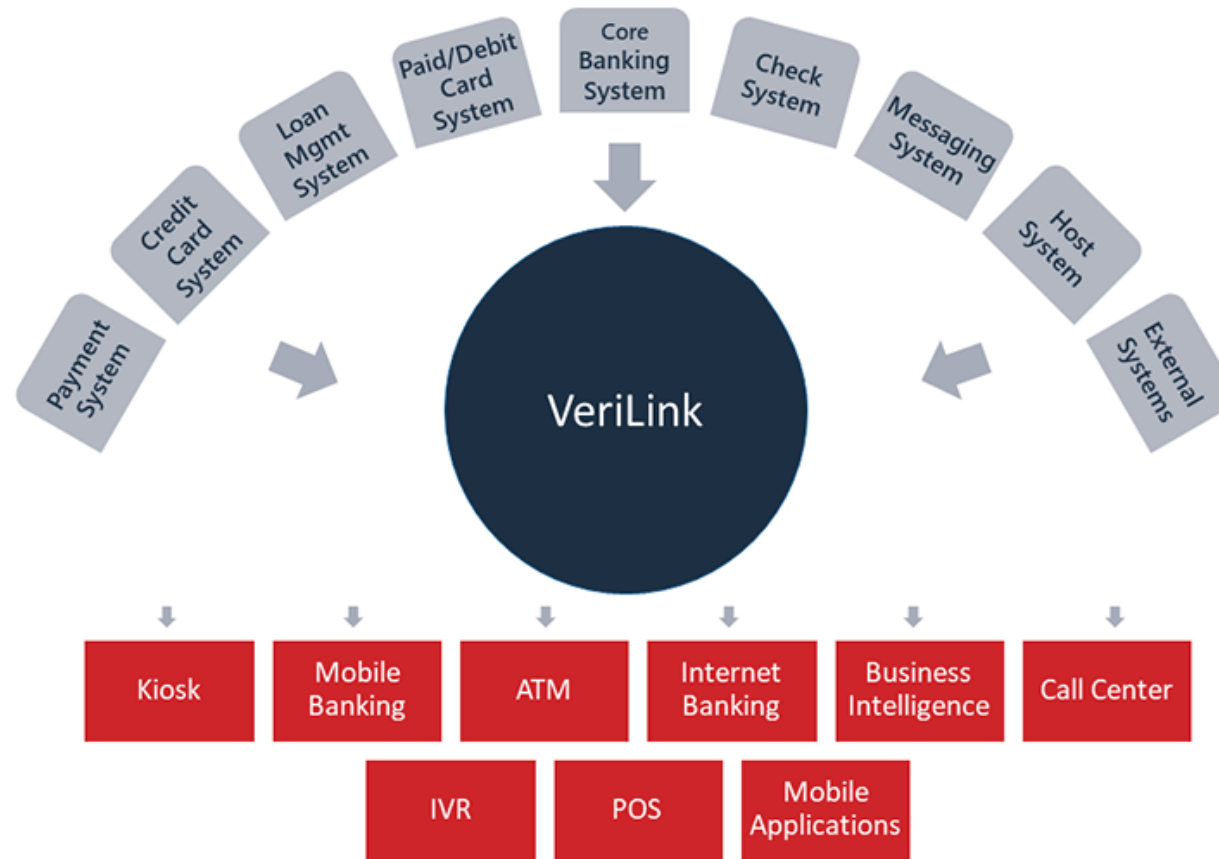 Payment
System
Credit
Card
System
Loan
Mgmt
System
Paid/Debit
Card
System
Core
Banking
System
Check
System
Messaging
System
Host
System
External
Systems
VeriLink
Kiosk
Mobile
Banking
ATM
Internet
Banking
Business
Intelligence
Call Center
IVR
POS
Mobile
Applications